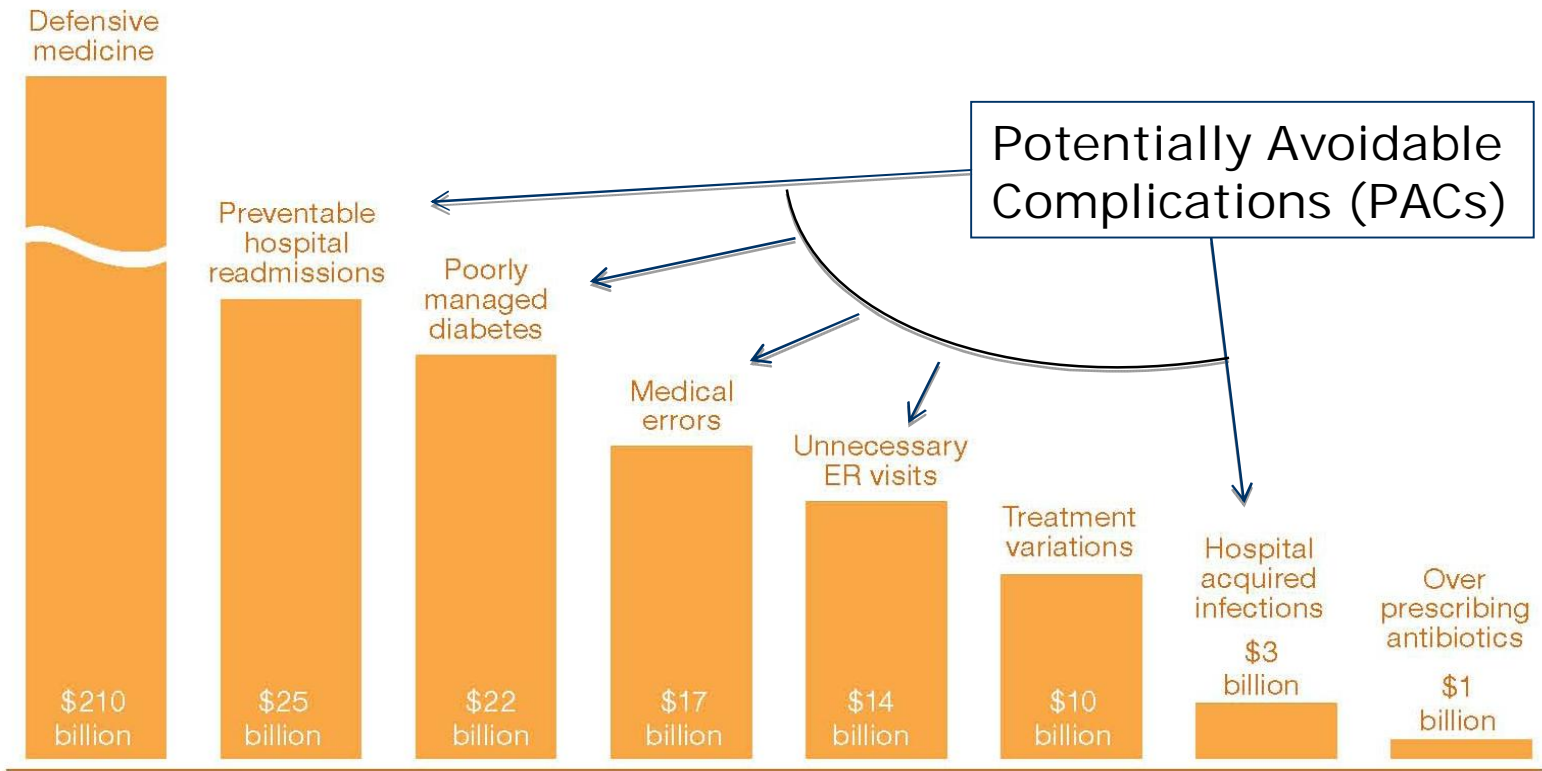 Defensive
medicine
$210
billion
Preventable
hospital
readmissions
$25
billion
Poorly
managed
diabetes
$22
billion
Medical
errors
$17
billion
Unnecessary
ER visits
$14
billion
Treatment
variations
$10
billion
Hospital
acquired
infections
$3
billion
Over
prescribing
antibiotics
$1
billion
Potentially Avoidable
Complications (PACs)